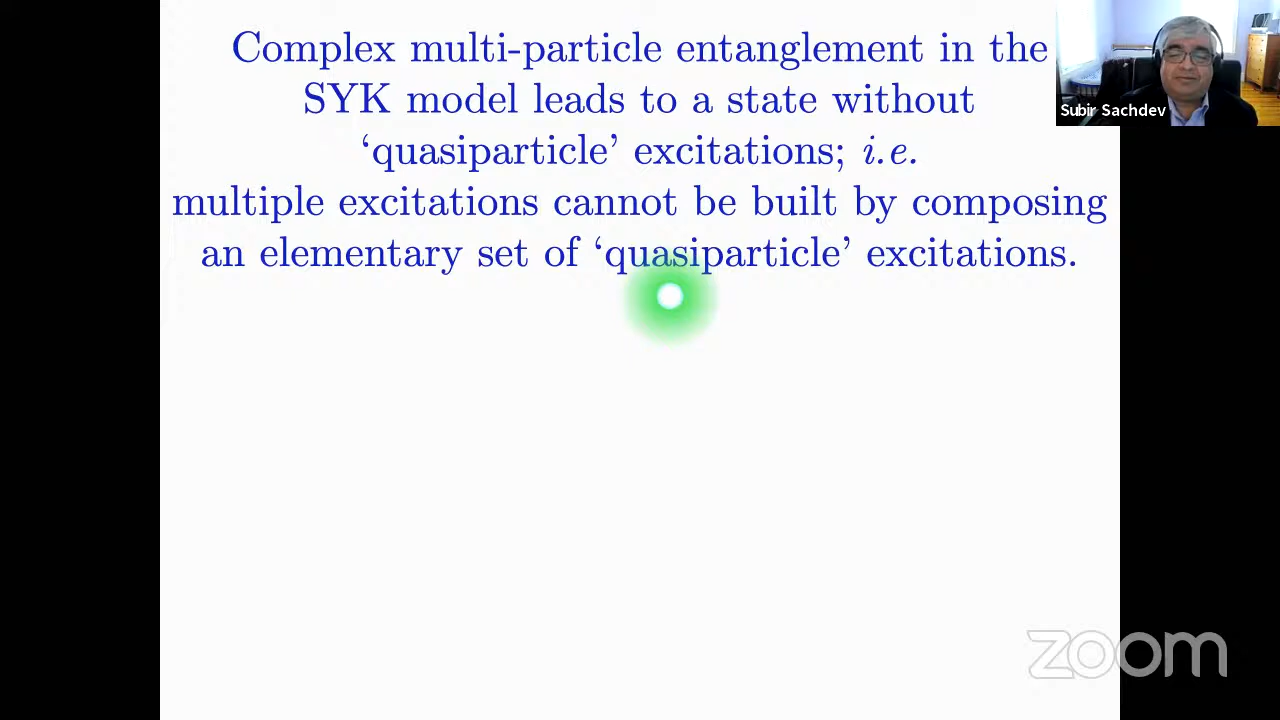 Complex multi-particle entanglement in the
SYK model leads to a state without
‘quasiparticle’ excitations; i.e.
multiple excitations cannot be built by composing
an elementary set of ‘quasiparticle’ excitations.
Subir Sachdev
zoom